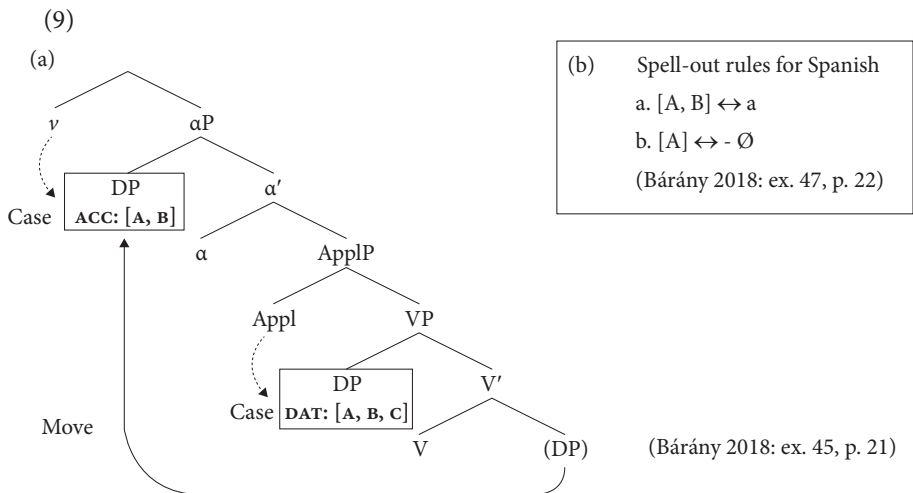 (9)
(a)
v
αP
DP
ACC: [A, B]
Case
α′
α
ApplP
Appl
VP
DP
DAT: [A, B, C]
Case
V′
V
(DP)
Move
(Bárány 2018: ex. 45, p. 21)
(b) Spell-out rules for Spanish
a. [A, B] ↔ a
b. [A] ↔ - Ø
(Bárány 2018: ex. 47, p. 22)